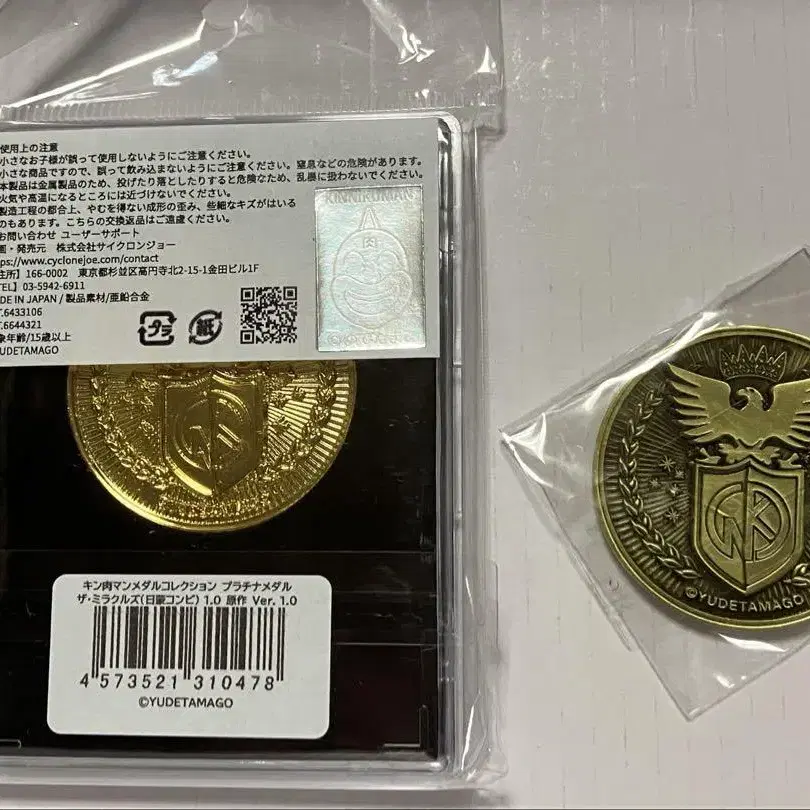 使用上の注意
小さなお子様が誤って使用しないようにご注意ください。
小さな商品ですので、誤って飲み込まないようにご注意ください。窒息などの危険があります。
本製品は金属製品のため、投げたり落としたりすると危険なため、乱暴に扱わないでください。
火気や高温になるところには近づけないでください。
製造工程の都合上、やむを得ない成形の歪み、些細なキズがはいる
のもあります。こちらの交換返品はご遠慮ください。
お問い合わせ ユーザーサポート
画・発売元 株式会社サイクロンジョー
ps://www.cyclonejoe.com/contact
住所】166-0002 東京都杉並区高円寺北2-15-1金田ビル1F
TEL】03-5942-6911
ADE IN JAPAN / 製品素材/亜鉛合金
T.6433106
T.6644321
象年齢/15歳以上
YUDETAMAGO
プラ
紙
KINNIKUMAN
肉
キン肉マンメダルコレクション プラチナメダル
ザ・ミラクルズ(日蒙コンビ) 1.0 原作 Ver. 1.0
4 573521 310478
©YUDETAMAGO
©YUDETAMAGO